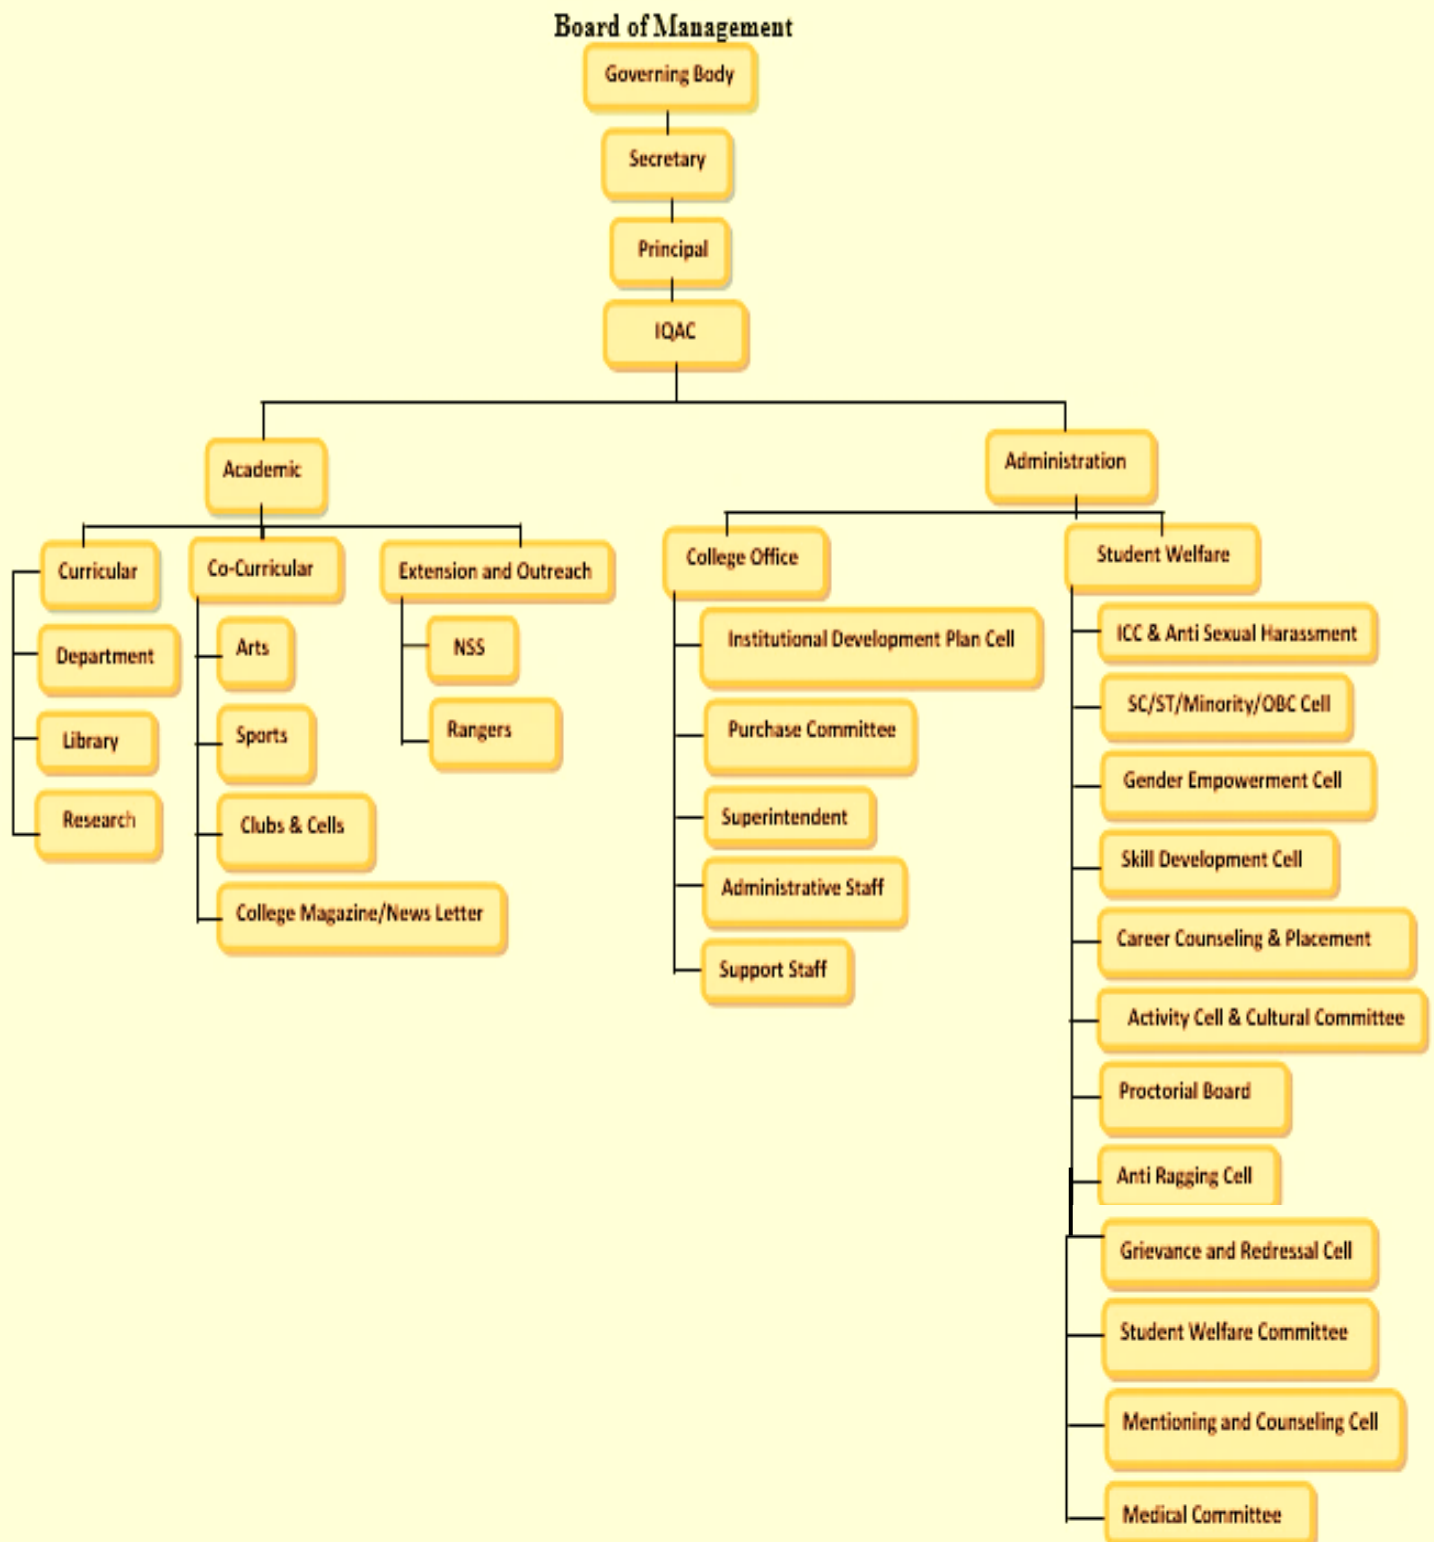 Board of Management
Governing Body
Secretary
Principal
IQAC
Academic
Administration
Curricular
Department
Library
Research
Co-Curricular
Arts
Sports
Clubs & Cells
College Magazine/News Letter
Extension and Outreach
NSS
Rangers
College Office
Institutional Development Plan Cell
Purchase Committee
Superintendent
Administrative Staff
Support Staff
Student Welfare
ICC & Anti Sexual Harassment
SC/ST/Minority/OBC Cell
Gender Empowerment Cell
Skill Development Cell
Career Counseling & Placement
Activity Cell & Cultural Committee
Proctorial Board
Anti Ragging Cell
Grievance and Redressal Cell
Student Welfare Committee
Mentioning and Counseling Cell
Medical Committee